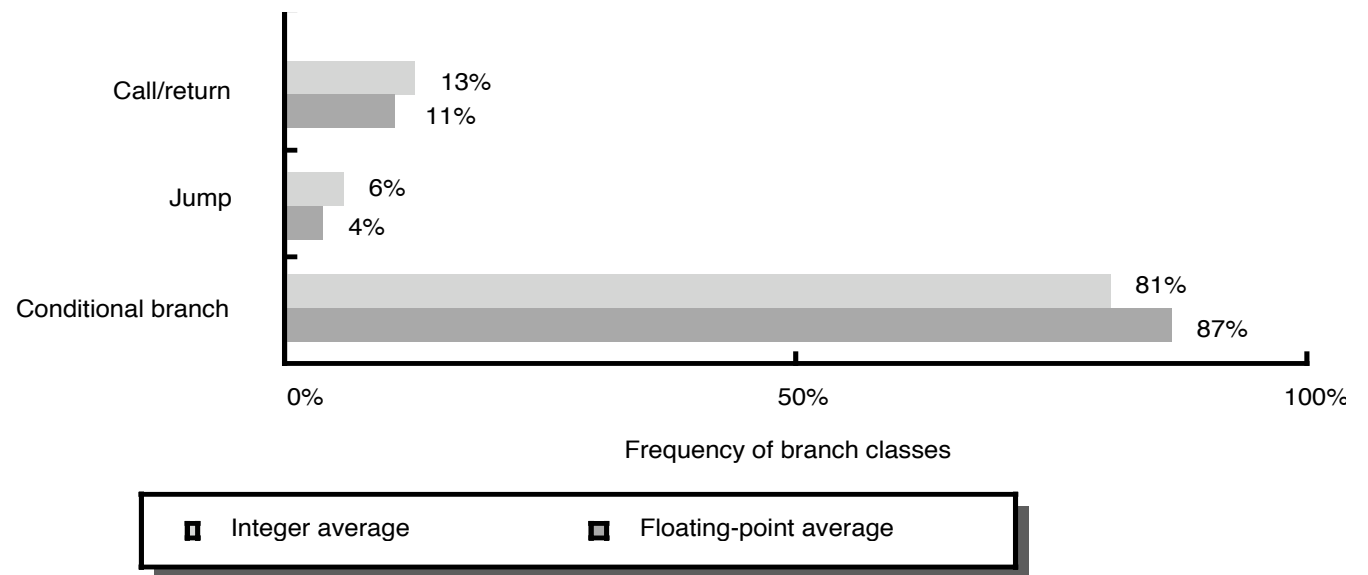 Call/return
13%
11%
Jump
6%
4%
Conditional branch
81%
87%
0% 50% 100%
Frequency of branch classes
Integer average Floating-point average